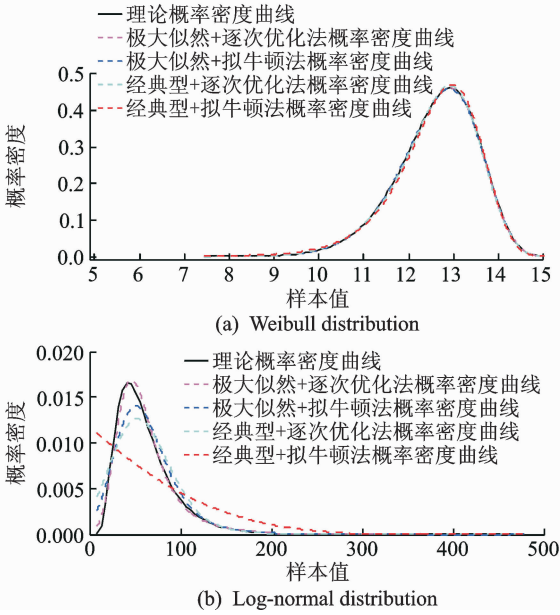 理论概率密度曲线
极大似然+逐次优化法概率密度曲线
极大似然+拟牛顿法概率密度曲线
经典型+逐次优化法概率密度曲线
经典型+拟牛顿法概率密度曲线
概率密度
0.5
0.4
0.3
0.2
0.1
0.0
5 6 7 8 9 10 11 12 13 14 15
样本值
(a) Weibull distribution
理论概率密度曲线
极大似然+逐次优化法概率密度曲线
极大似然+拟牛顿法概率密度曲线
经典型+逐次优化法概率密度曲线
经典型+拟牛顿法概率密度曲线
概率密度
0.020
0.015
0.010
0.005
0.000
0 100 200 300 400 500
样本值
(b) Log-normal distribution